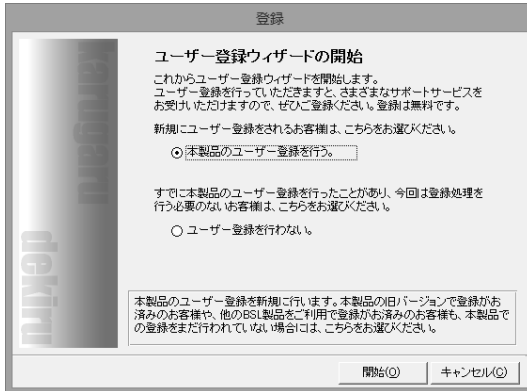 登録
karugaru
dekiru
ユーザー登録ウィザードの開始
これからユーザー登録ウィザードを開始します。
ユーザー登録を行っていただきますと、さまざまなサポートサービスを
お受けいただけますので、ぜひご登録ください。登録は無料です。
新規にユーザー登録をされるお客様は、こちらをお選びください。
本製品のユーザー登録を行う。
すでに本製品のユーザー登録を行ったことがあり、今回は登録処理を
行う必要のないお客様は、こちらをお選びください。
ユーザー登録を行わない。
本製品のユーザー登録を新規に行います。本製品の旧バージョンで登録がお
済みのお客様や、他のBSL製品をご利用で登録がお済みのお客様も、本製品で
の登録をまだ行われていない場合には、こちらをお選びください。
開始(O)
キャンセル(C)